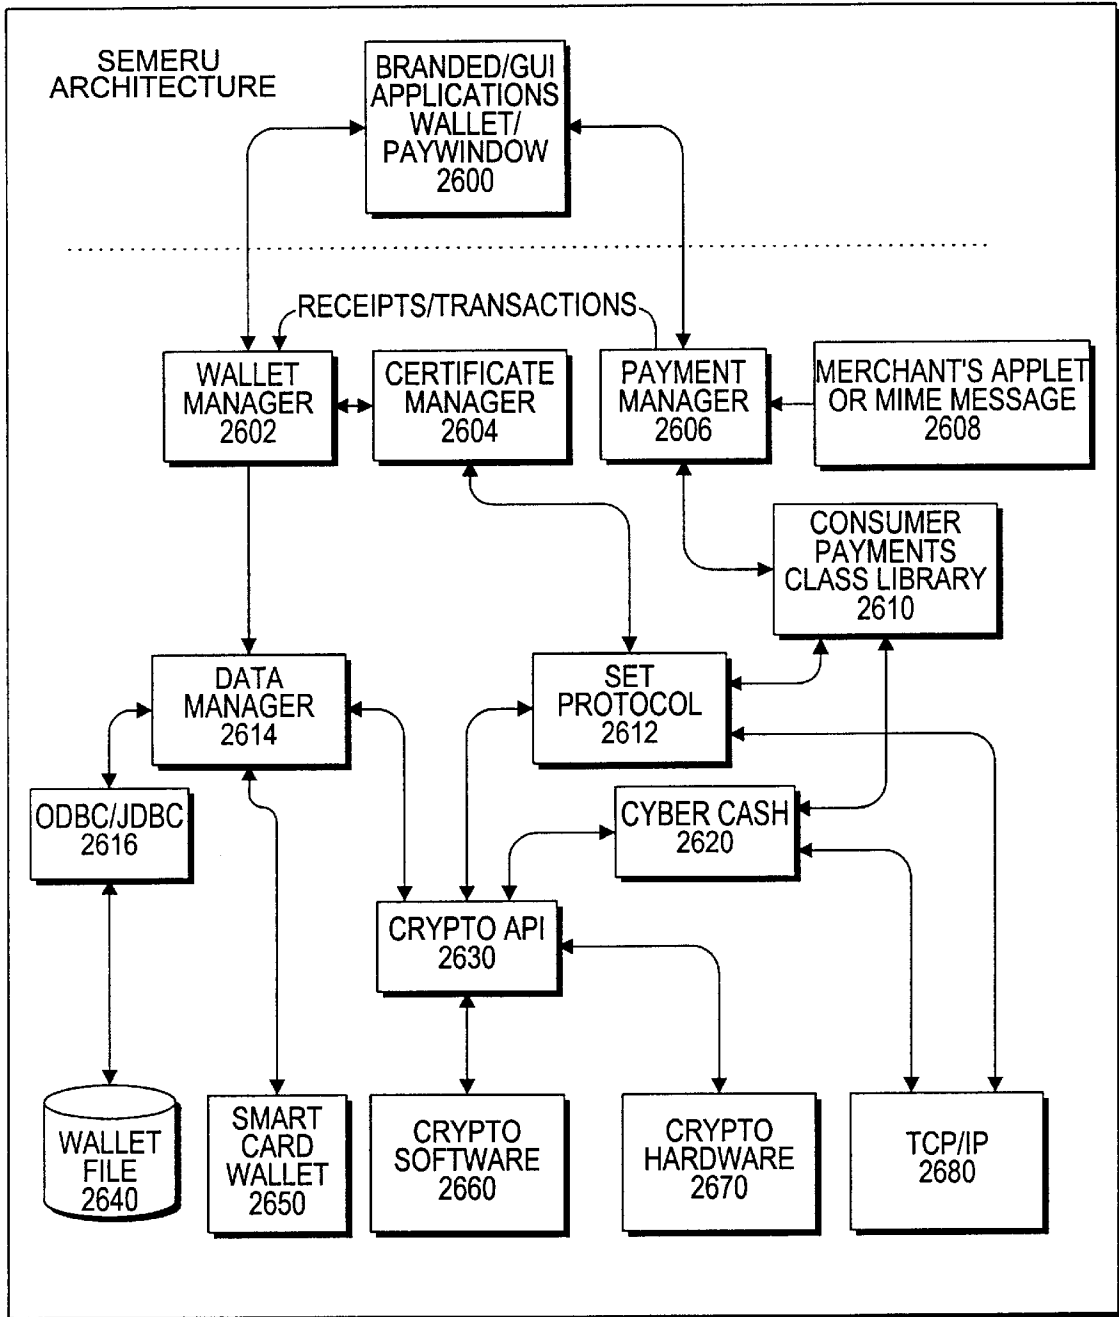 SEMERU
ARCHITECTURE
BRANDED/GUI
APPLICATIONS
WALLET/
PAYWINDOW
2600
RECEIPTS/TRANSACTIONS
WALLET
MANAGER
2602
CERTIFICATE
MANAGER
2604
PAYMENT
MANAGER
2606
MERCHANT'S APPLET
OR MIME MESSAGE
2608
CONSUMER
PAYMENTS
CLASS LIBRARY
2610
DATA
MANAGER
2614
SET
PROTOCOL
2612
ODBC/JDBC
2616
CYBER CASH
2620
CRYPTO API
2630
WALLET
FILE
2640
SMART
CARD
WALLET
2650
CRYPTO
SOFTWARE
2660
CRYPTO
HARDWARE
2670
TCP/IP
2680